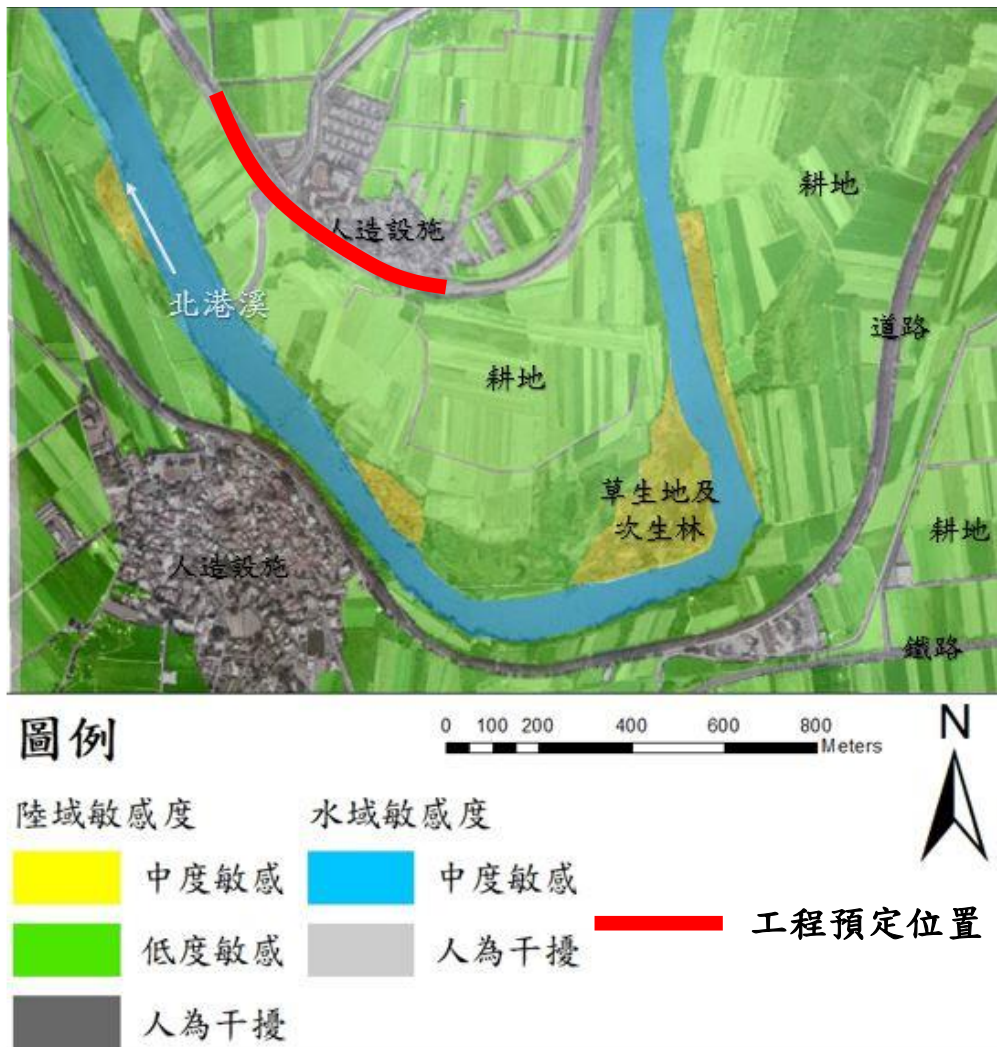 耕地
人造設施
北港溪
道路
耕地
草生地及
次生林
耕地
人造設施
鐵路
圖例
0 100 200 400 600 800
Meters
N
陸域敏感度
水域敏感度
中度敏感
中度敏感
工程預定位置
低度敏感
人為干擾
人為干擾